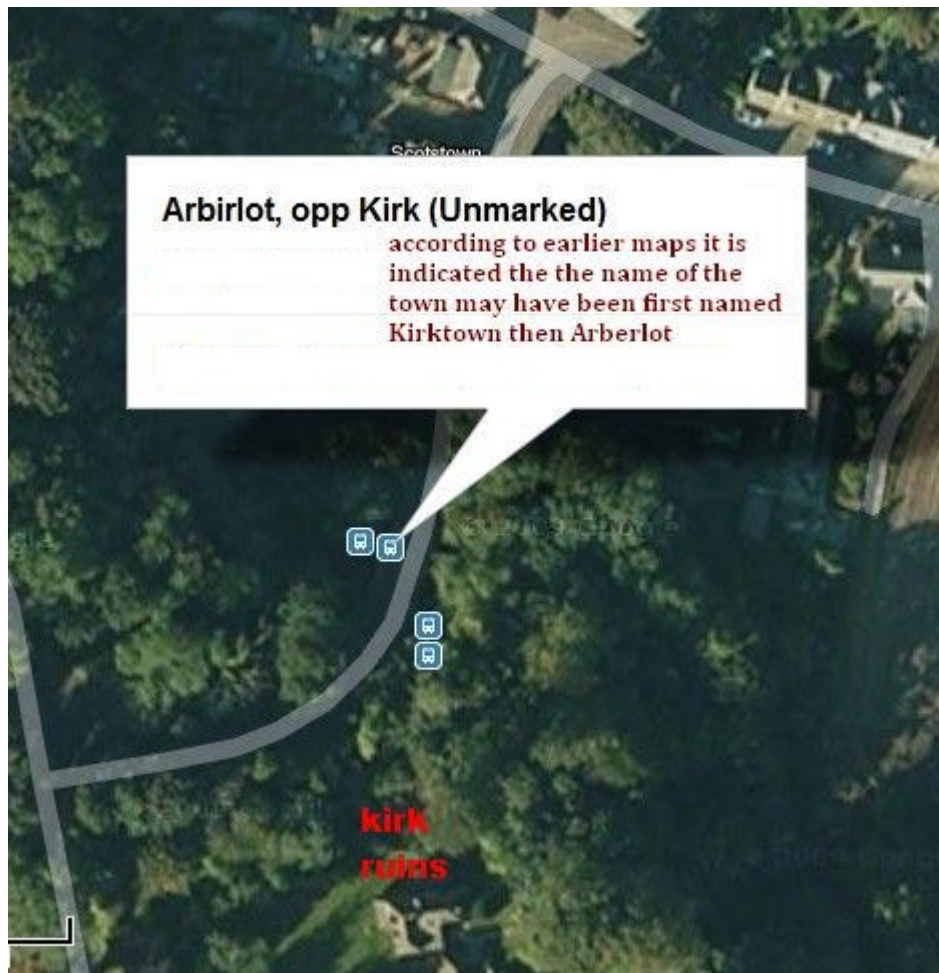 Scotstown
Arbirlot, opp Kirk (Unmarked)
according to earlier maps it is
indicated the the name of the
town may have been first named
Kirktown then Arberlot
kirk
ruins